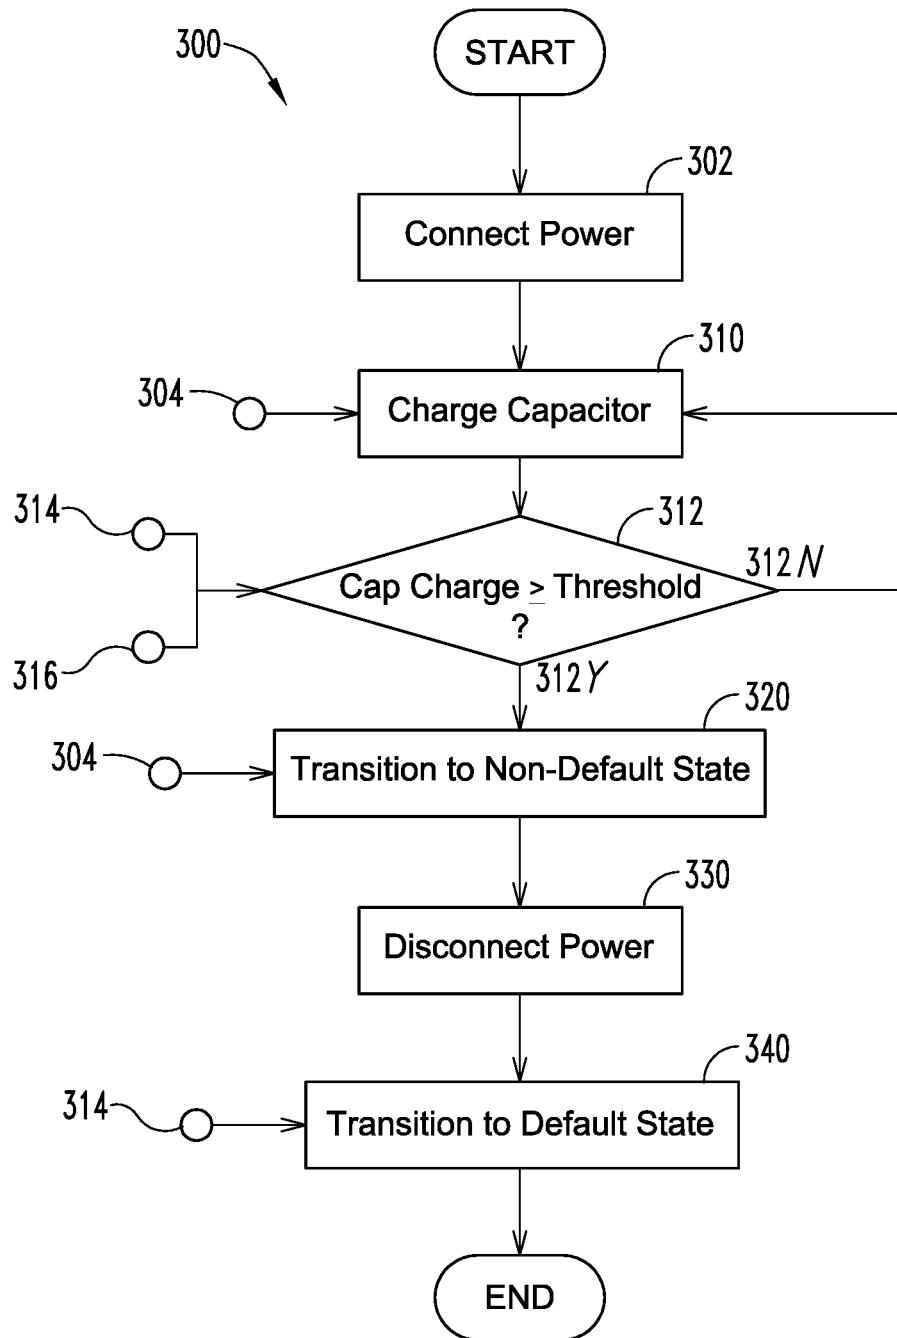 300
START
302
Connect Power
310
304
Charge Capacitor
314
312
312N
Cap Charge ≥ Threshold
?
316
312Y
320
304
Transition to Non-Default State
330
Disconnect Power
340
314
Transition to Default State
END